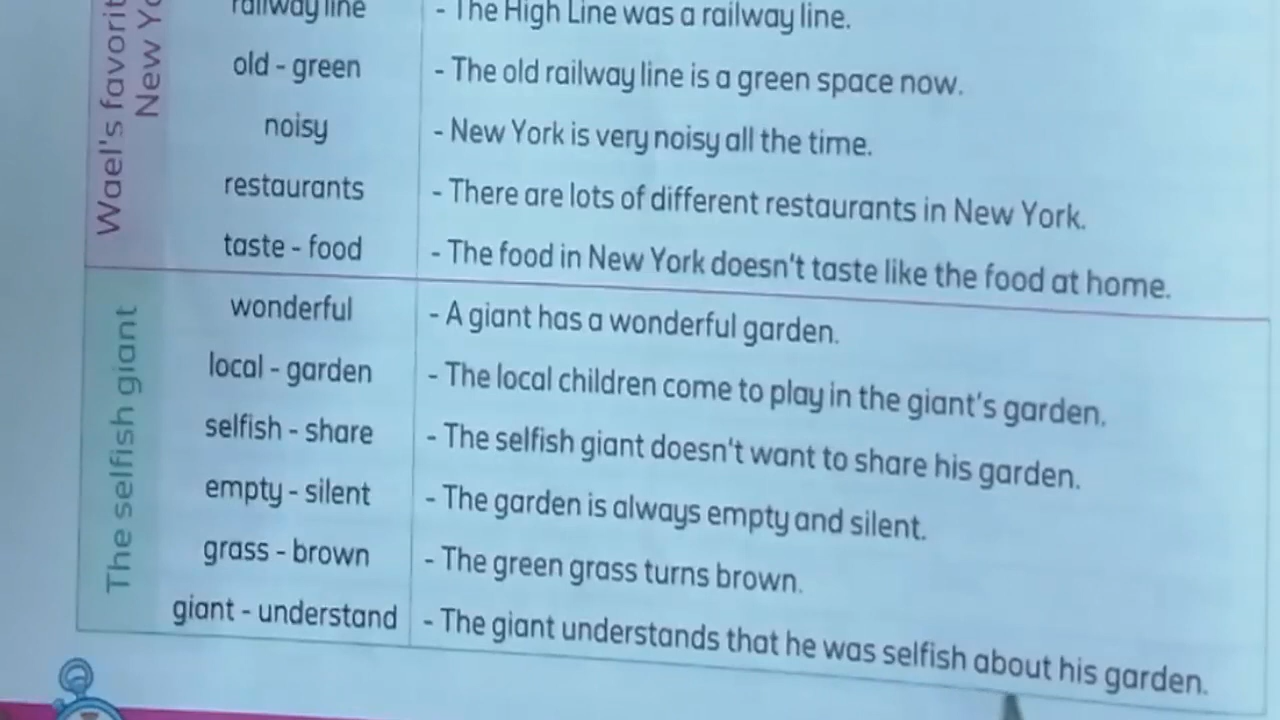 Wael's favorit
New Yo
railway line - The High Line was a railway line.
old - green - The old railway line is a green space now.
noisy - New York is very noisy all the time.
restaurants - There are lots of different restaurants in New York.
taste - food - The food in New York doesn't taste like the food at home.
The selfish giant
wonderful - A giant has a wonderful garden.
local - garden - The local children come to play in the giant's garden.
selfish - share - The selfish giant doesn't want to share his garden.
empty - silent - The garden is always empty and silent.
grass - brown - The green grass turns brown.
giant - understand - The giant understands that he was selfish about his garden.